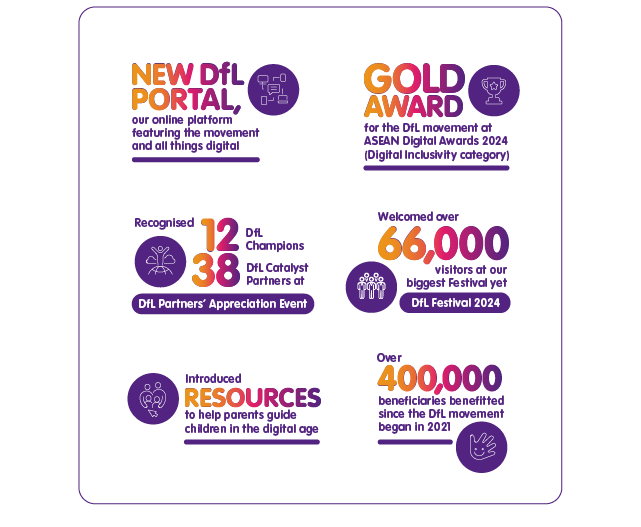 NEW DfL
PORTAL,
our online platform
featuring the movement
and all things digital
GOLD
AWARD
for the DfL movement at
ASEAN Digital Awards 2024
(Digital Inclusivity category)
Recognised 12 DfL
Champions
38 DfL Catalyst
Partners at
DfL Partners' Appreciation Event
Welcomed over
66,000
visitors at our
biggest Festival yet
DfL Festival 2024
Introduced
RESOURCES
to help parents guide
children in the digital age
Over
400,000
beneficiaries benefitted
since the DfL movement
began in 2021